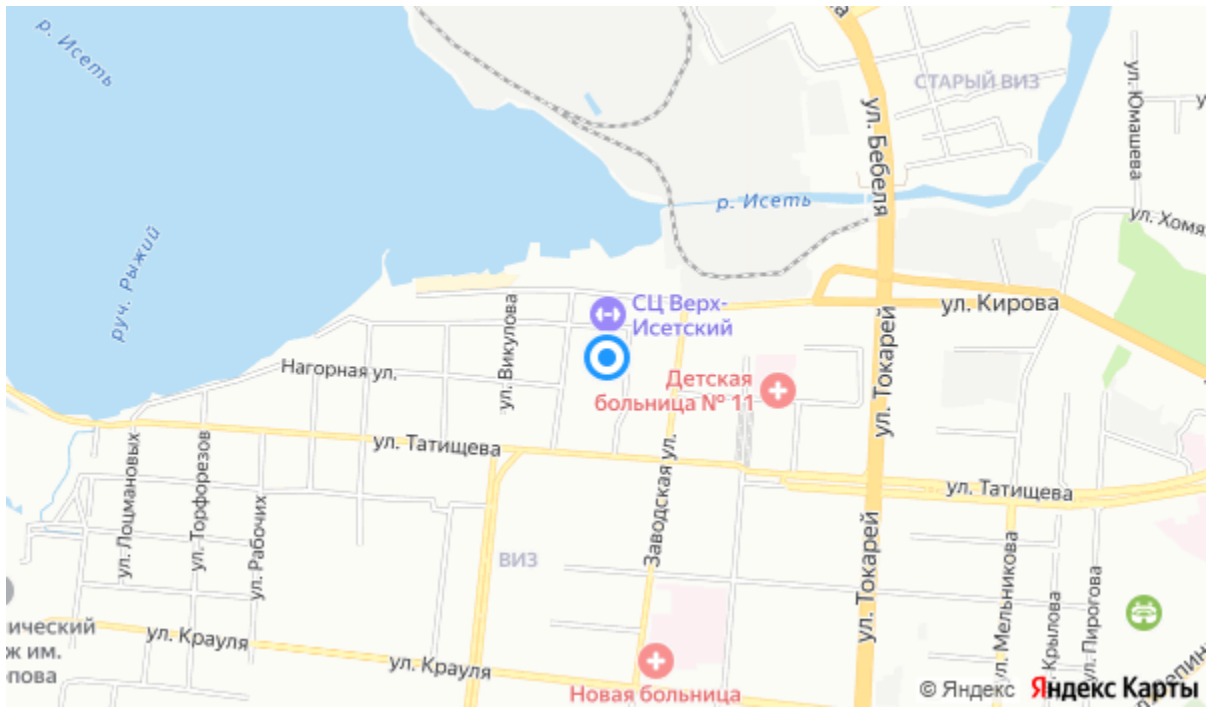 р. Исеть
СТАРЫЙ ВИЗ
ул. Юмашева
ул. Бебеля
р. Исеть
ул. Хомя
руч. Рыжий
СЦ Верх-
Исетский
ул. Кирова
ул. Викулова
Нагорная ул.
Детская
больница № 11
ул. Токарей
ул. Татищева
Заводская ул.
ул. Татищева
ул. Лоцмановых
ул. Торфорезов
ул. Рабочих
ВИЗ
ул. Токарей
ул. Мельникова
Крылова
ул. Пирогова
ический
ж им.
пова
ул. Крауля
ул. Крауля
Новая больница
епин
© Яндекс Яндекс Карты